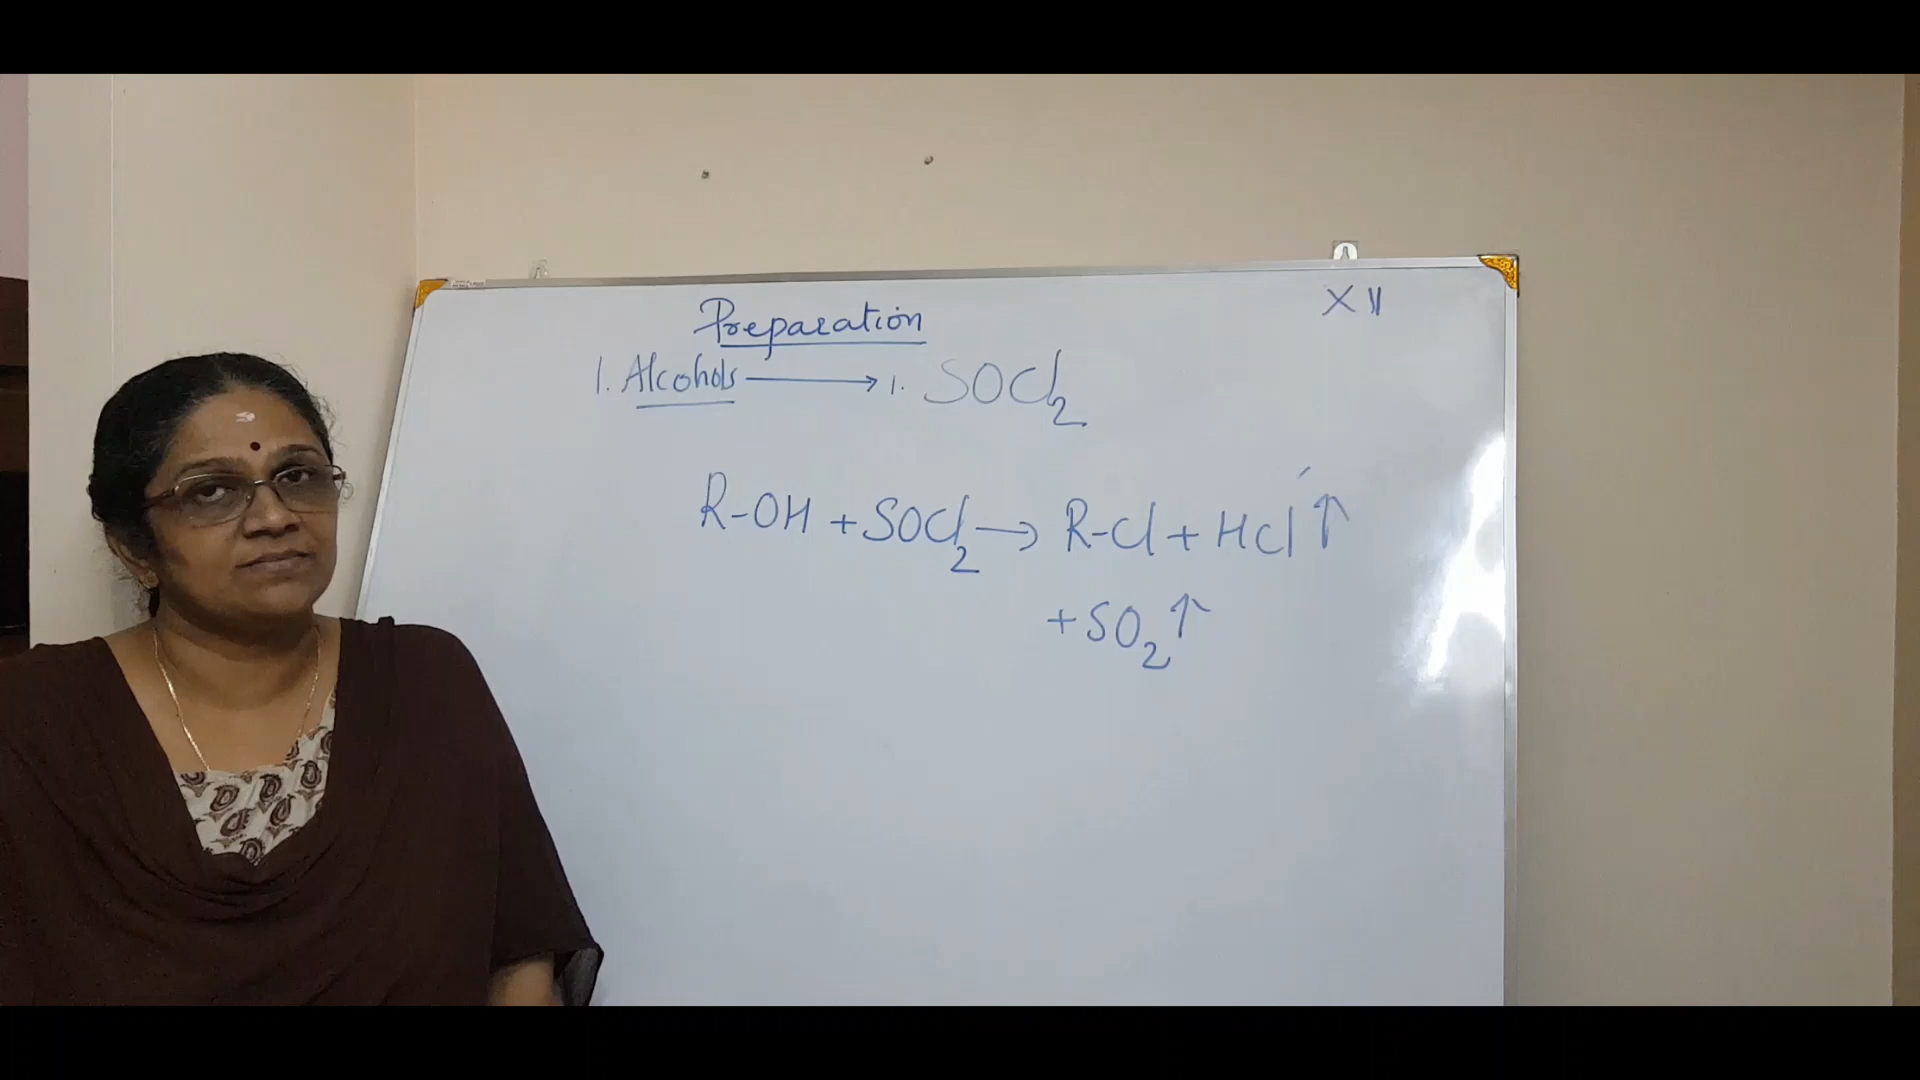 XII
Preparation
1. Alcohols → 1. SOCl₂
R-OH + SOCl₂ → R-Cl + HCl ↑
+ SO₂ ↑